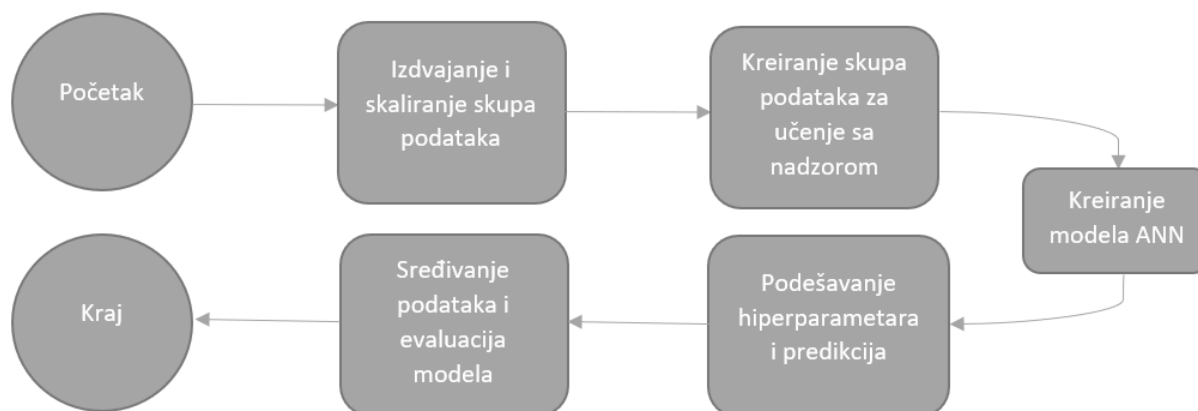 Početak
Izdvajanje i
skaliranje skupa
podataka
Kreiranje skupa
podataka za
učenje sa
nadzorom
Kreiranje
modela ANN
Podešavanje
hiperparametara
i predikcija
Sređivanje
podataka i
evaluacija
modela
Kraj